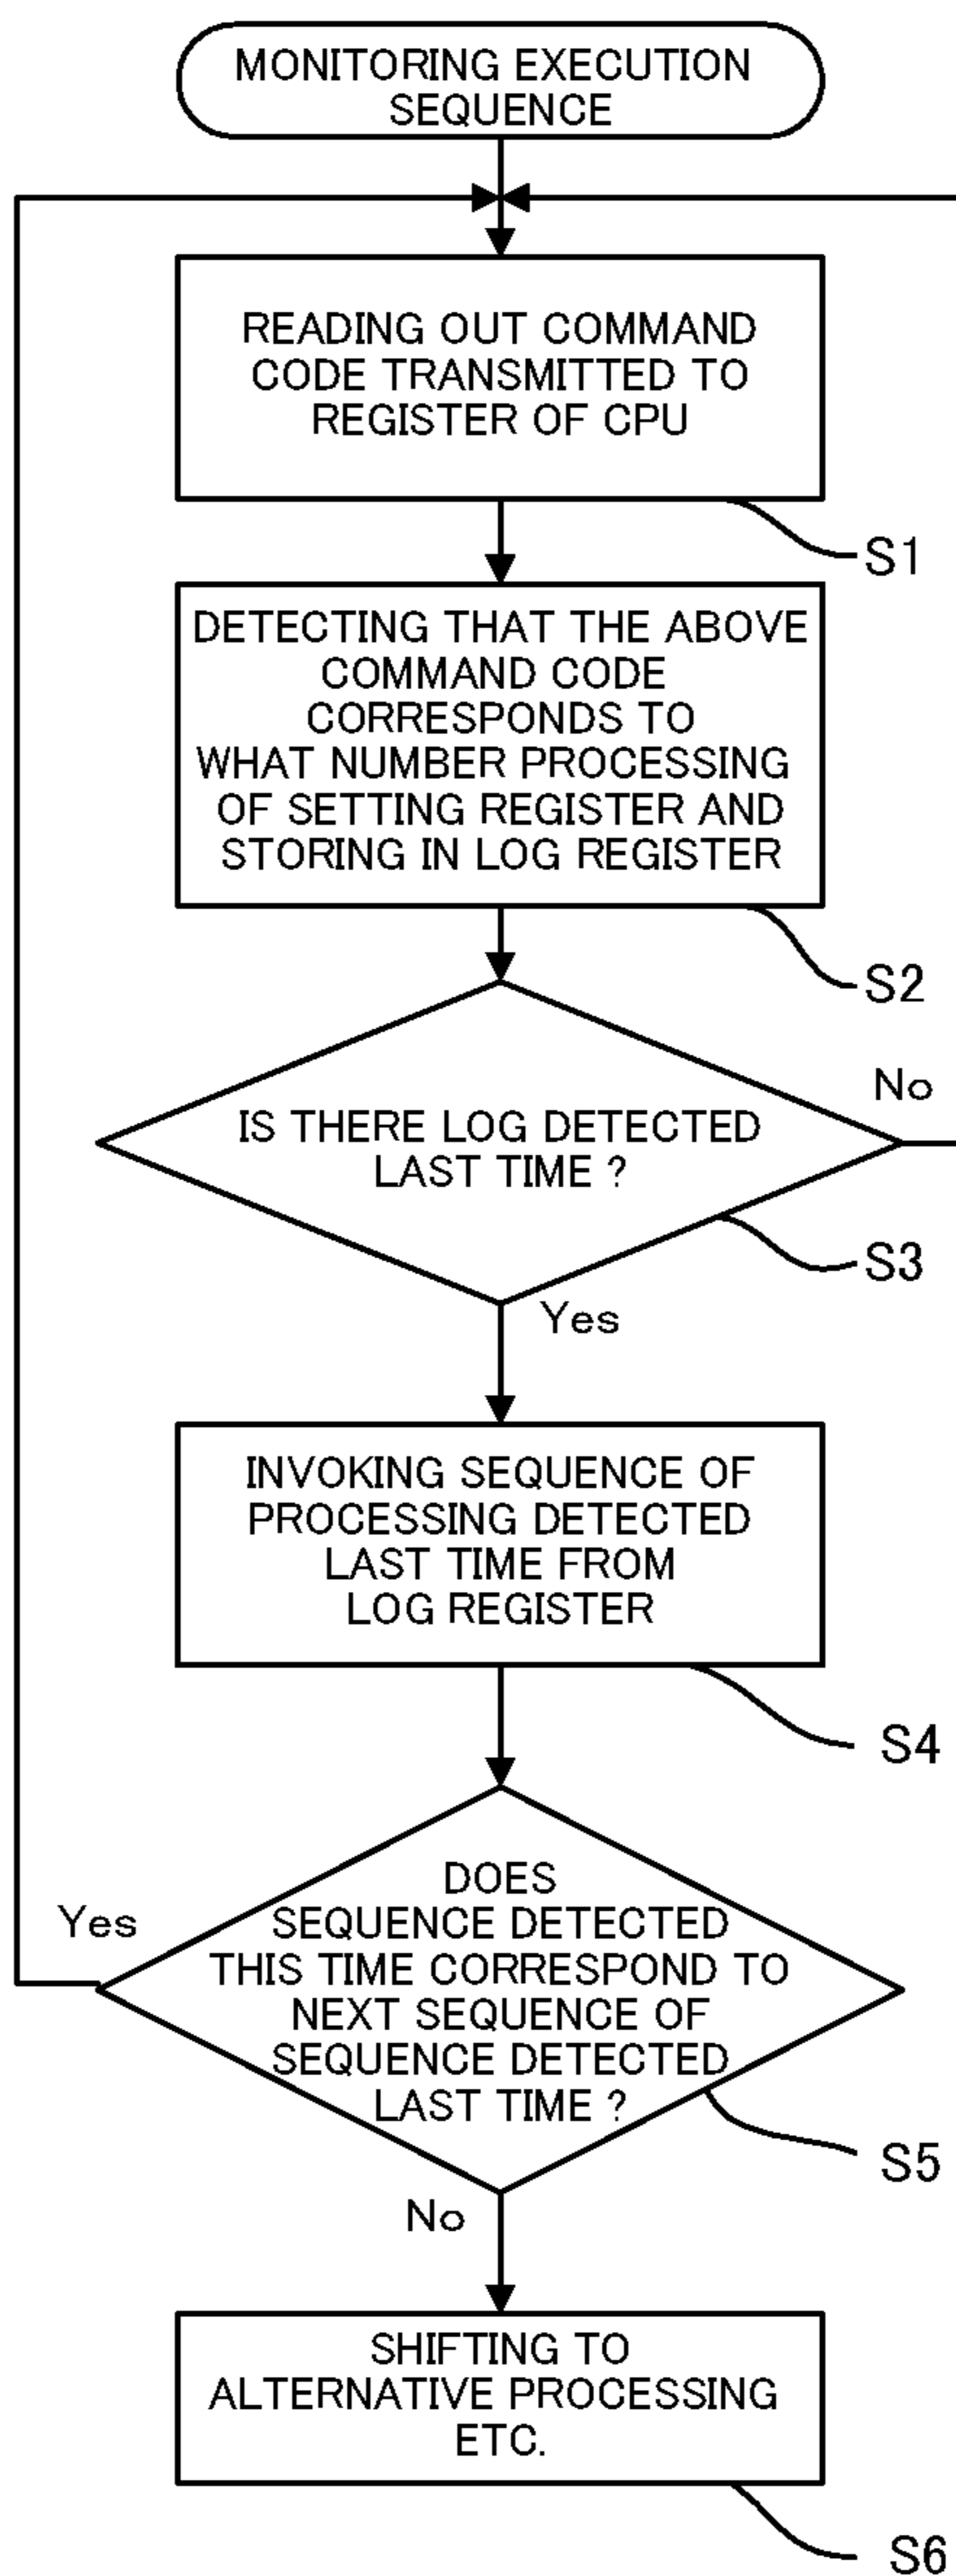 MONITORING EXECUTION
SEQUENCE
READING OUT COMMAND
CODE TRANSMITTED TO
REGISTER OF CPU
S1
DETECTING THAT THE ABOVE
COMMAND CODE
CORRESPONDS TO
WHAT NUMBER PROCESSING
OF SETTING REGISTER AND
STORING IN LOG REGISTER
S2
No
IS THERE LOG DETECTED
LAST TIME ?
S3
Yes
INVOKING SEQUENCE OF
PROCESSING DETECTED
LAST TIME FROM
LOG REGISTER
S4
Yes
DOES
SEQUENCE DETECTED
THIS TIME CORRESPOND TO
NEXT SEQUENCE OF
SEQUENCE DETECTED
LAST TIME ?
S5
No
SHIFTING TO
ALTERNATIVE PROCESSING
ETC.
S6